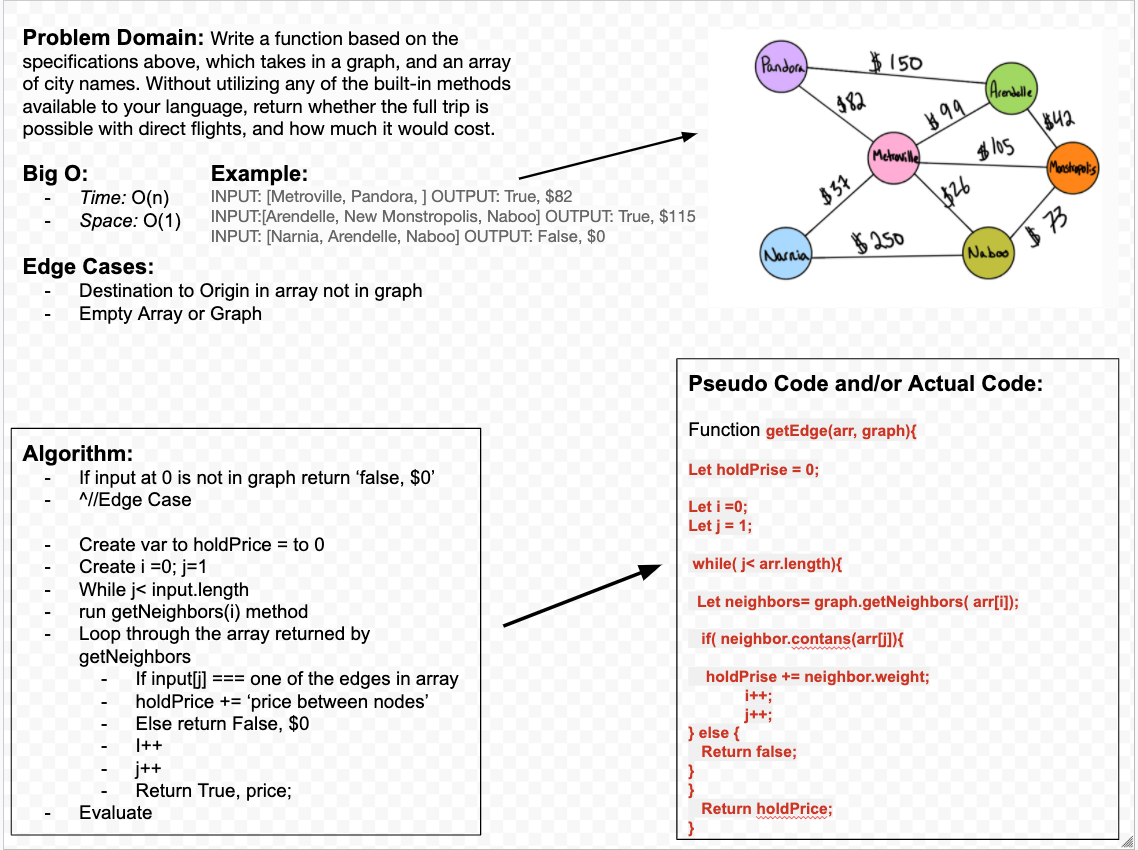 Problem Domain: Write a function based on the
specifications above, which takes in a graph, and an array
of city names. Without utilizing any of the built-in methods
available to your language, return whether the full trip is
possible with direct flights, and how much it would cost.
Big O:
- Time: O(n)
- Space: O(1)
Example:
INPUT: [Metroville, Pandora, ] OUTPUT: True, $82
INPUT:[Arendelle, New Monstropolis, Naboo] OUTPUT: True, $115
INPUT: [Narnia, Arendelle, Naboo] OUTPUT: False, $0
Edge Cases:
- Destination to Origin in array not in graph
- Empty Array or Graph
Pandora
$150
Arendelle
$82
$99
$42
Metroville
$105
Monstropolis
$37
$26
$73
Narnia
$250
Naboo
Algorithm:
- If input at 0 is not in graph return ‘false, $0’
- ^//Edge Case
- Create var to holdPrice = to 0
- Create i =0; j=1
- While j< input.length
- run getNeighbors(i) method
- Loop through the array returned by
getNeighbors
- If input[j] === one of the edges in array
- holdPrice += ‘price between nodes’
- Else return False, $0
- I++
- j++
- Return True, price;
- Evaluate
Pseudo Code and/or Actual Code:
Function getEdge(arr, graph){
Let holdPrise = 0;
Let i =0;
Let j = 1;
while( j< arr.length){
Let neighbors= graph.getNeighbors( arr[i]);
if( neighbor.contans(arr[j]){
holdPrise += neighbor.weight;
i++;
j++;
} else {
Return false;
}
}
Return holdPrice;
}